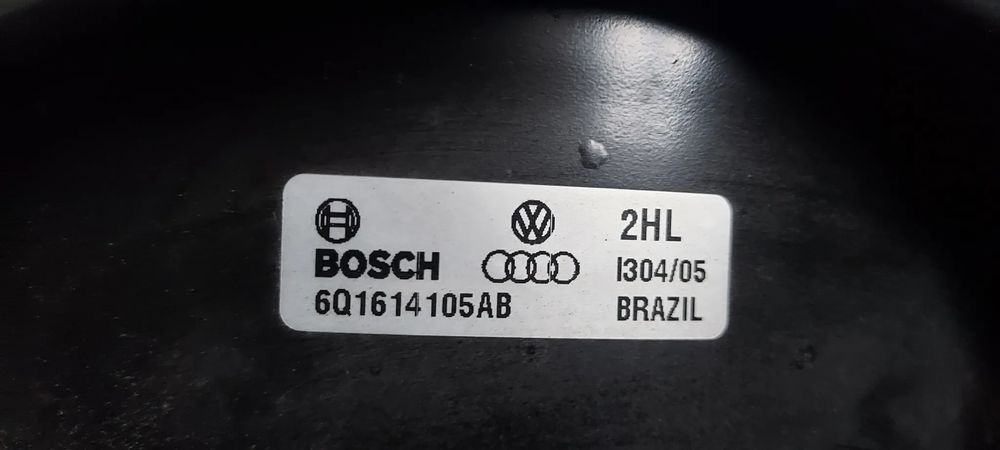 BOSCH
6Q1614105AB
2HL
I304/05
BRAZIL